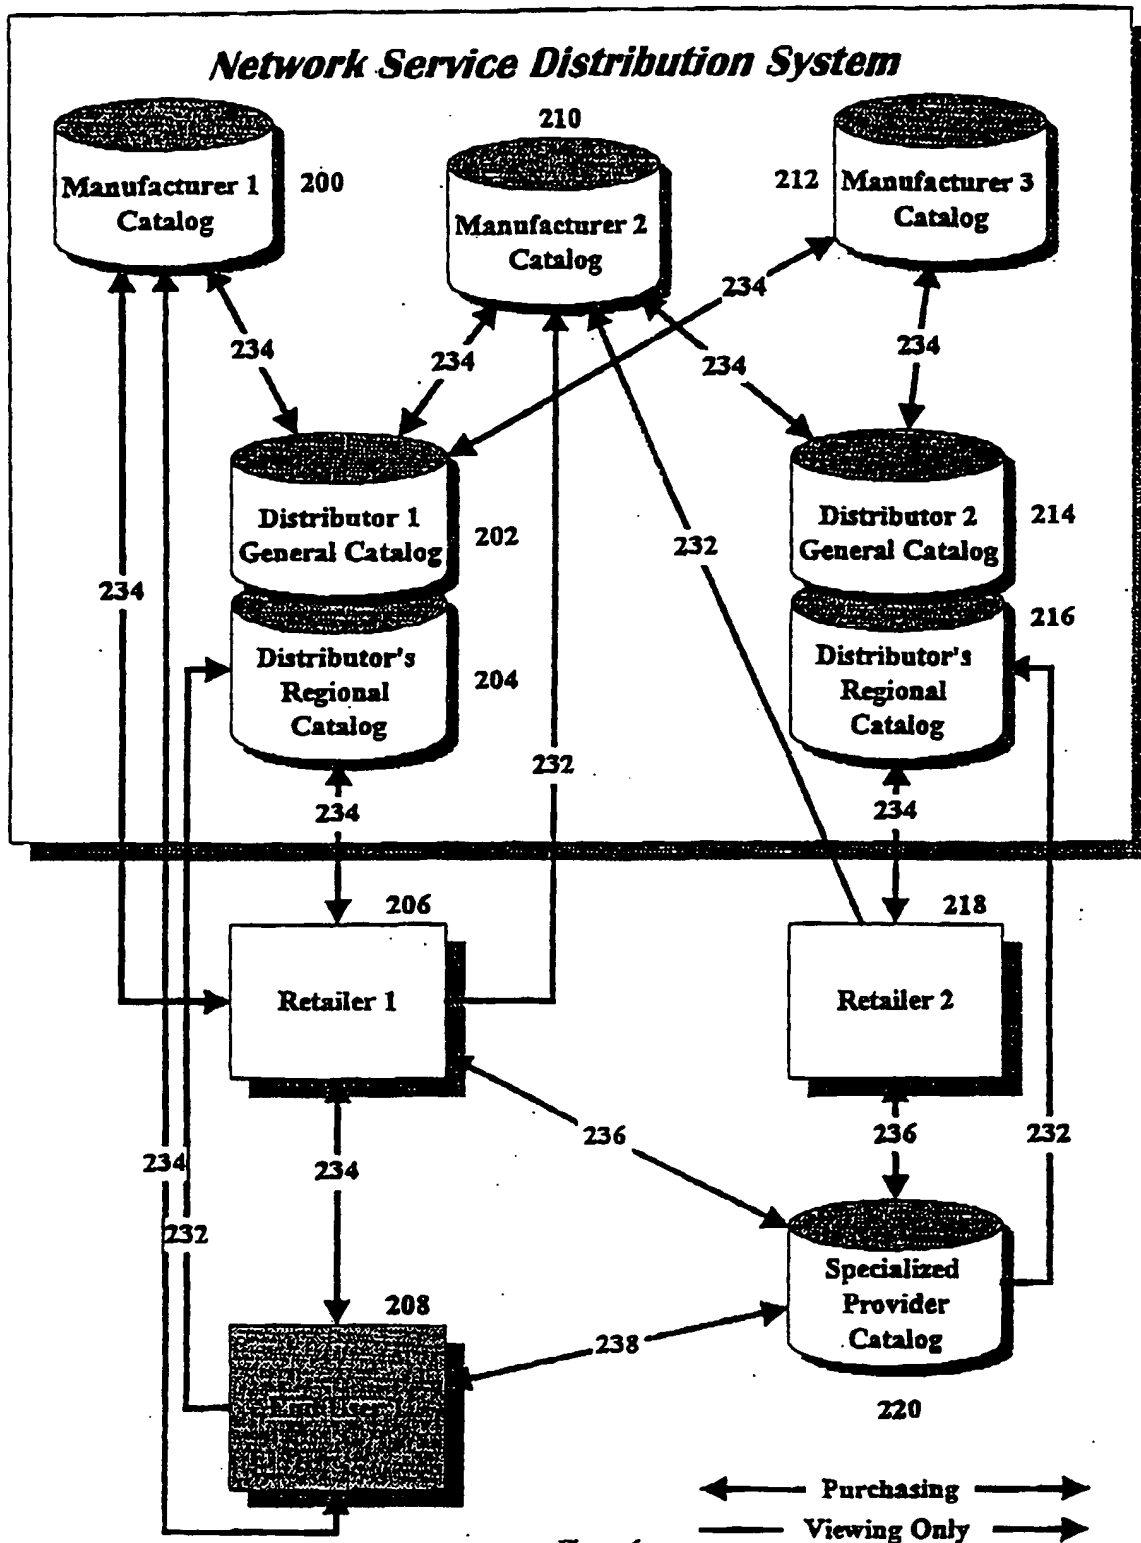 Network Service Distribution System
210
Manufacturer 1
Catalog
200
Manufacturer 2
Catalog
212
Manufacturer 3
Catalog
234
234
234
234
234
Distributor 1
General Catalog
202
232
Distributor 2
General Catalog
214
234
216
Distributor's
Regional
Catalog
204
Distributor's
Regional
Catalog
232
234
234
206
218
Retailer 1
Retailer 2
236
236
232
234
234
232
Specialized
Provider
Catalog
208
238
End User
220
Purchasing
Viewing Only